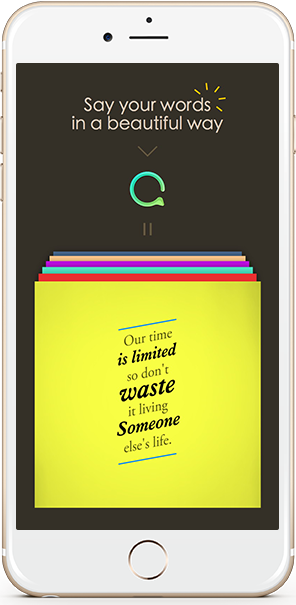 Say your words
in a beautiful way
Our time
is limited
so don't
waste
it living
Someone
else's life.